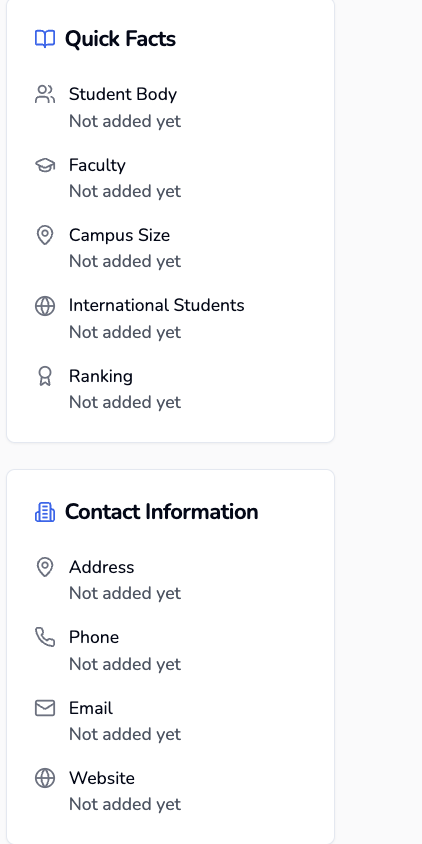 Quick Facts
Student Body
Not added yet
Faculty
Not added yet
Campus Size
Not added yet
International Students
Not added yet
Ranking
Not added yet
Contact Information
Address
Not added yet
Phone
Not added yet
Email
Not added yet
Website
Not added yet